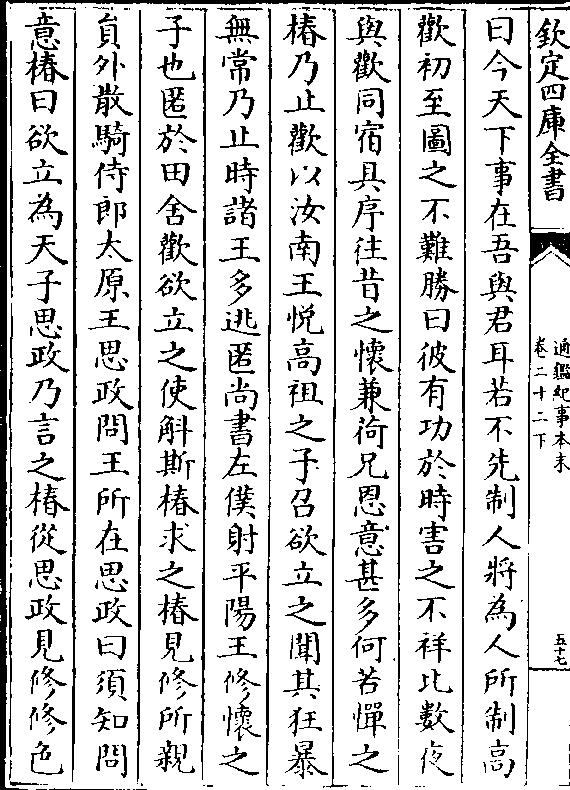 欽定四庫全書
通鑑紀事本末
卷二十二下
五十七
曰今天下事在吾與君耳若不先制人將為人所制高
歡初至圖之不難勝曰彼有功於時害之不祥比數夜
與歡同宿具序往昔之懷兼荷兄恩意甚多何苦憚之
椿乃止歡以汝南王悅高祖之子召欲立之聞其狂暴
無常乃止時諸王多逃匿尚書左僕射平陽王修懷之
子也匿於田舍歡欲立之使斛斯椿求之椿見修所親
員外散騎侍郎太原王思政問王所在思政曰須知問
意椿曰欲立為天子思政乃言之椿從思政見修修色